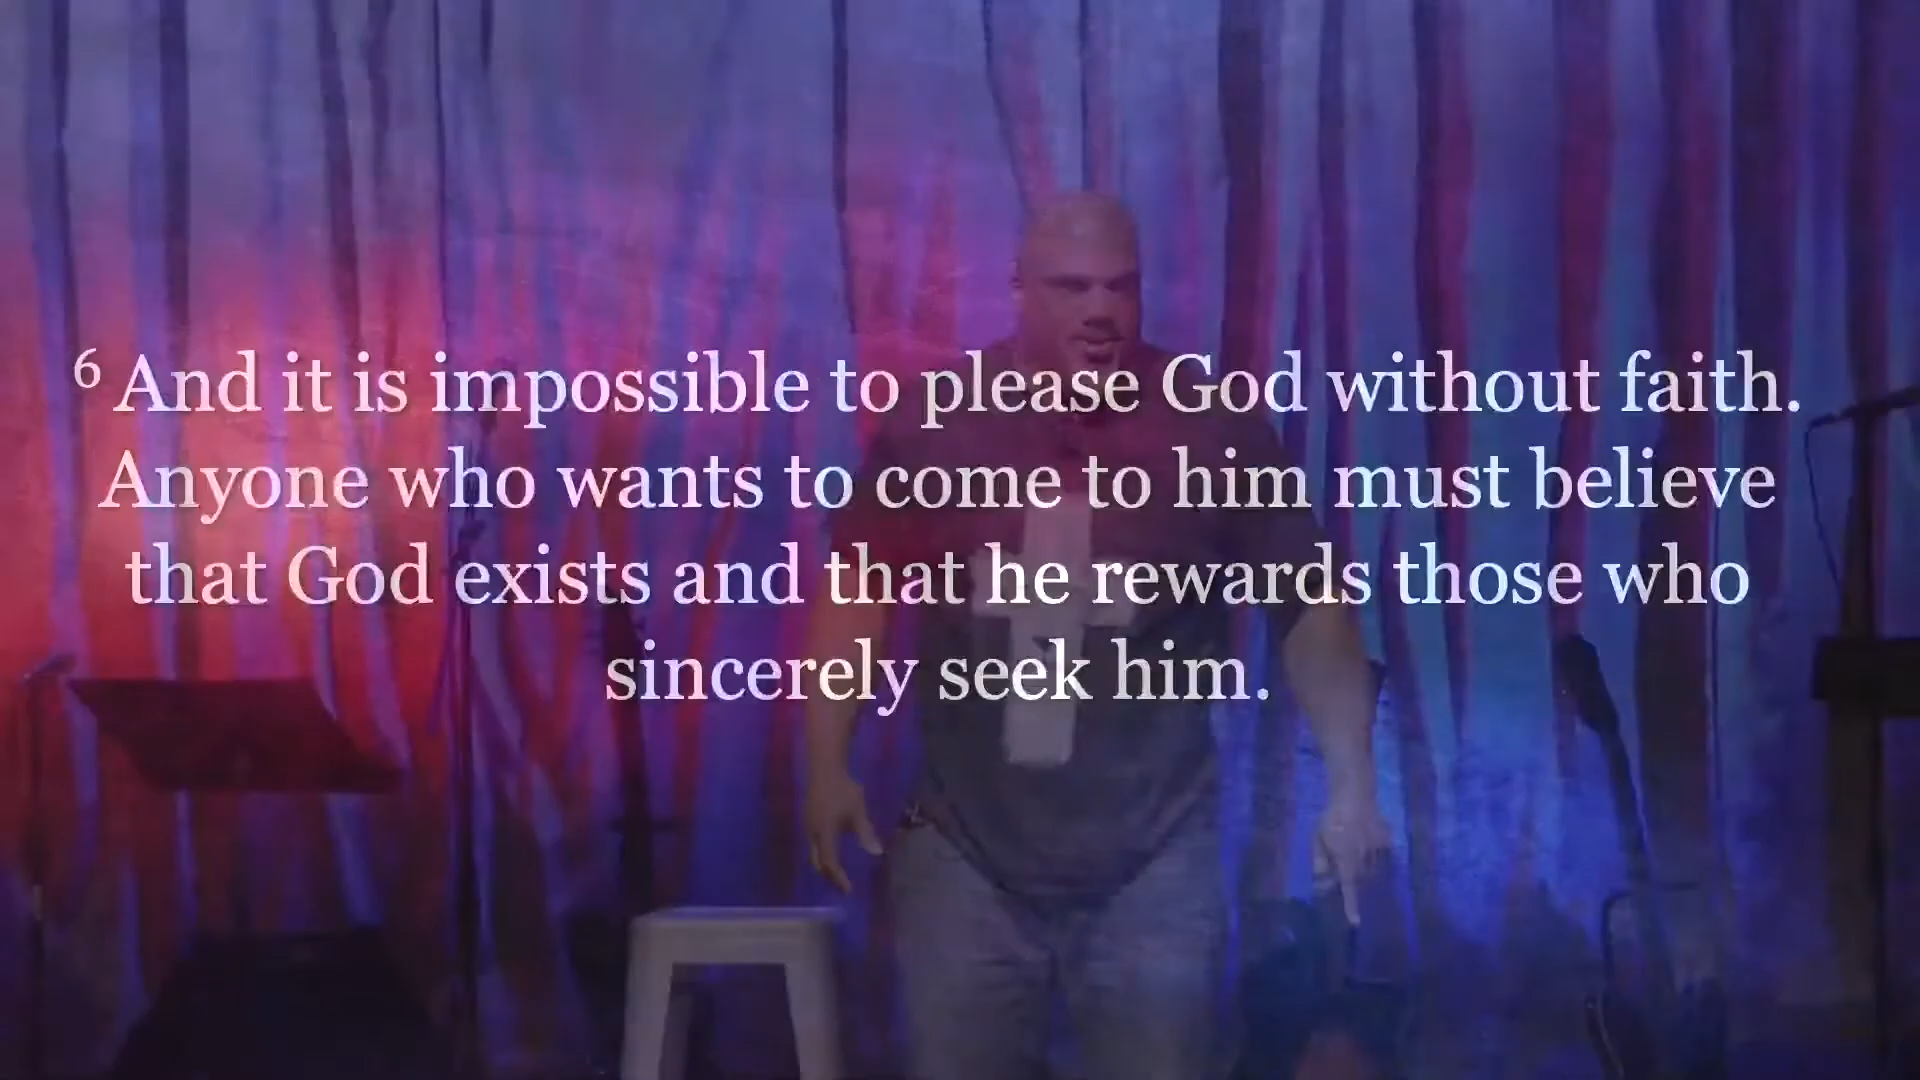 6 And it is impossible to please God without faith.
Anyone who wants to come to him must believe
that God exists and that he rewards those who
sincerely seek him.